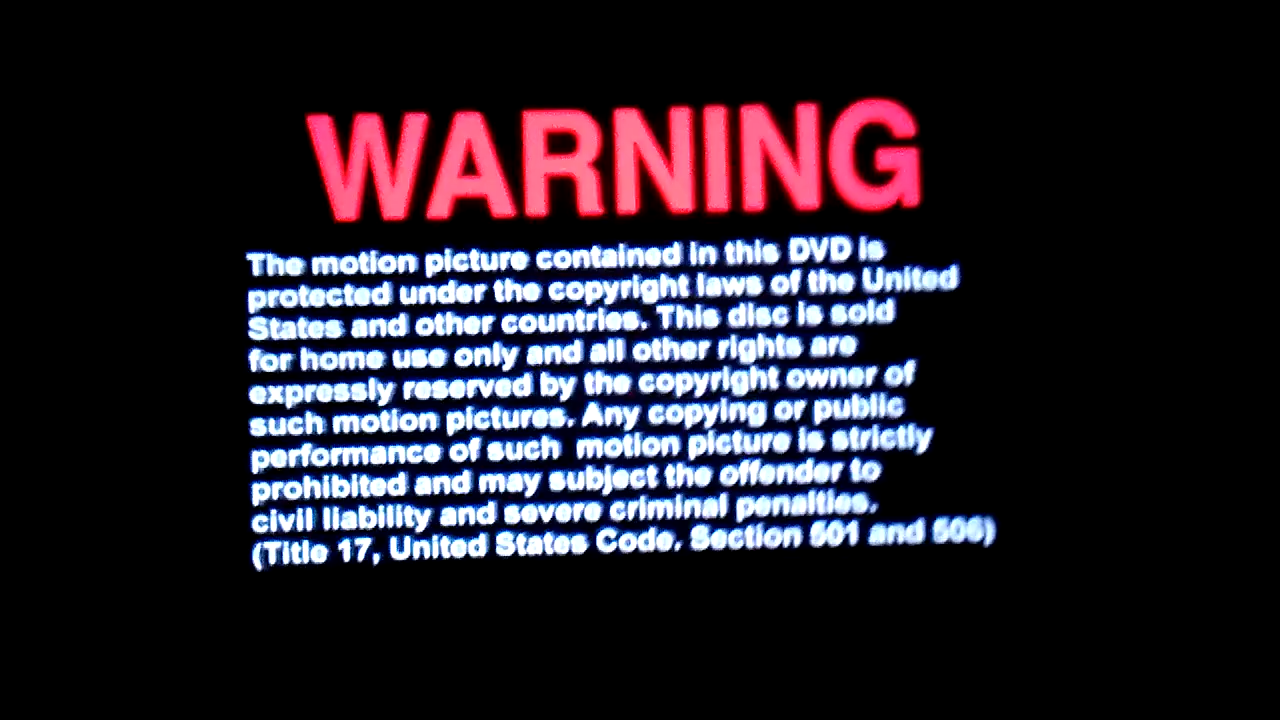 WARNING
The motion picture contained in this DVD is
protected under the copyright laws of the United
States and other countries. This disc is sold
for home use only and all other rights are
expressly reserved by the copyright owner of
such motion pictures. Any copying or public
performance of such motion picture is strictly
prohibited and may subject the offender to
civil liability and severe criminal penalties.
(Title 17, United States Code. Section 501 and 506)